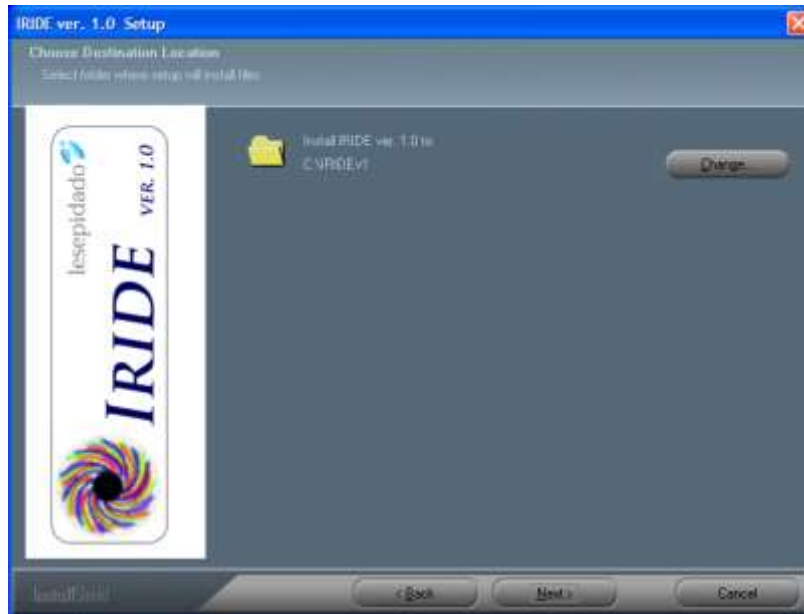 IRIDE ver. 1.0 Setup
Choose Destination Location
Select folder where setup will install files.
Install IRIDE ver. 1.0 to:
C:\IRIDEv1
Change...
lesepidado
IRIDE VER. 1.0
InstallShield
< Back
Next >
Cancel